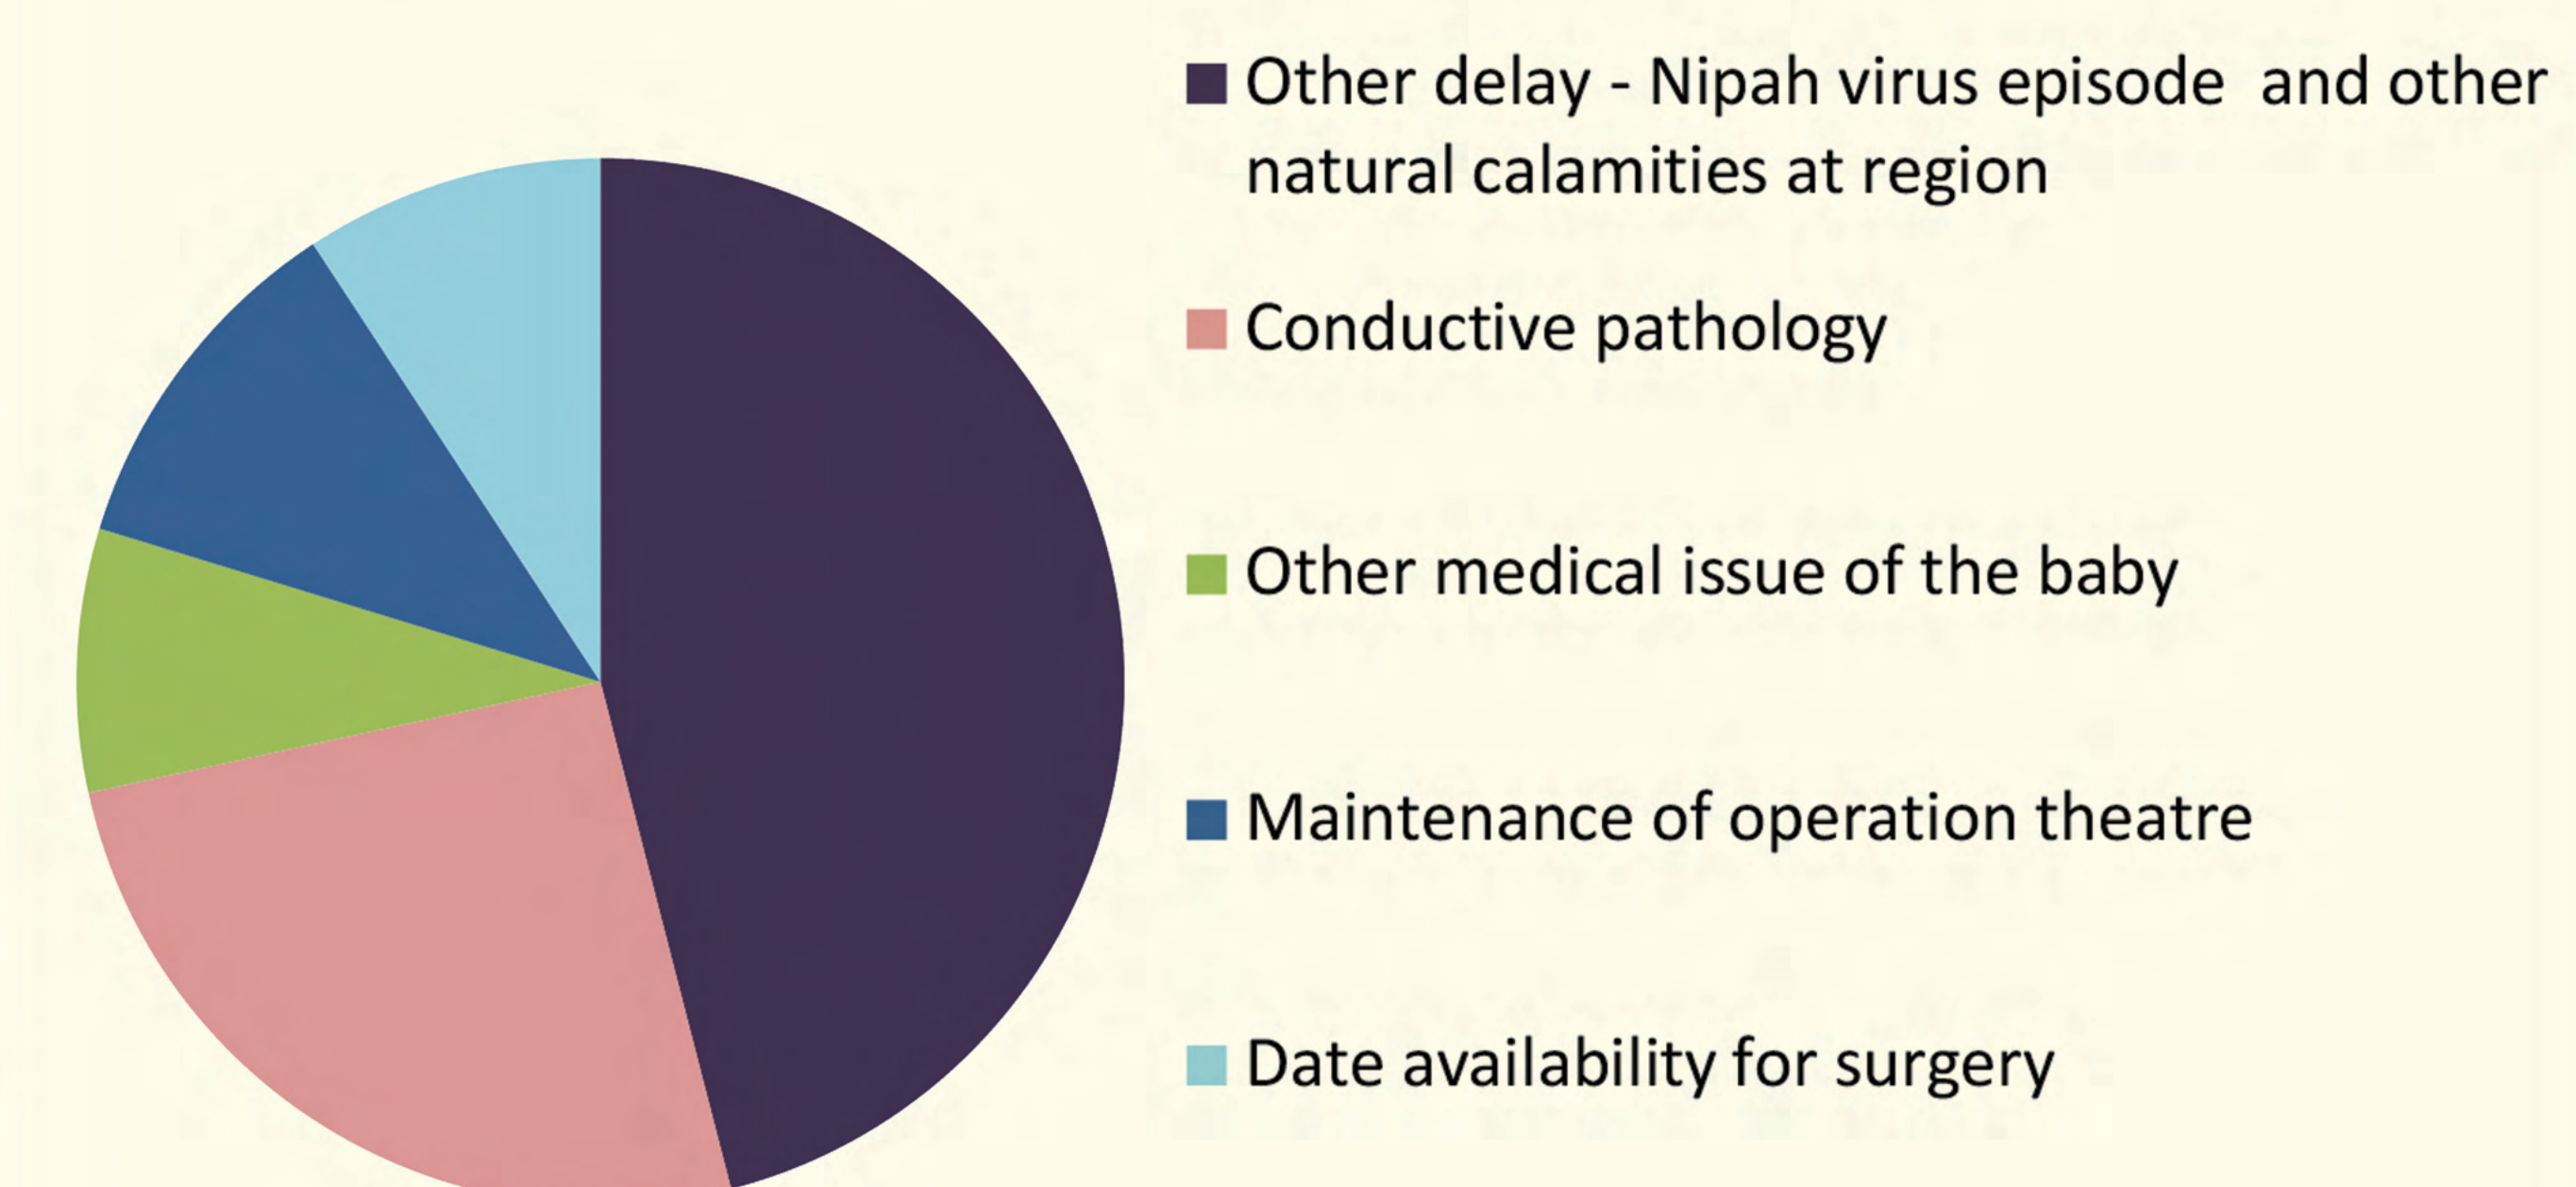 Other delay - Nipah virus episode  and other
natural calamities at region
Conductive pathology
Other medical issue of the baby
Maintenance of operation theatre
Date availability for surgery